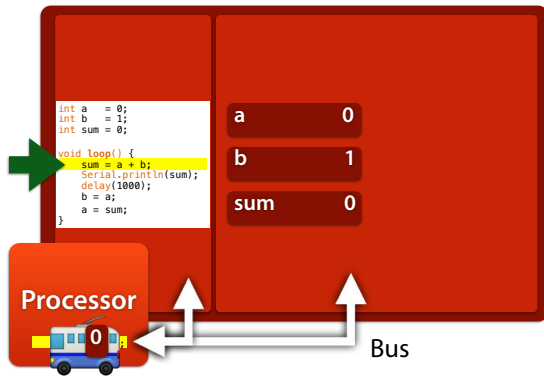 int a   = 0;
int b   = 1;
int sum = 0;
void loop() {
sum = a + b;
Serial.println(sum);
delay(1000);
b = a;
a = sum;
}
a 0
b 1
sum 0
Processor
0 ;
Bus